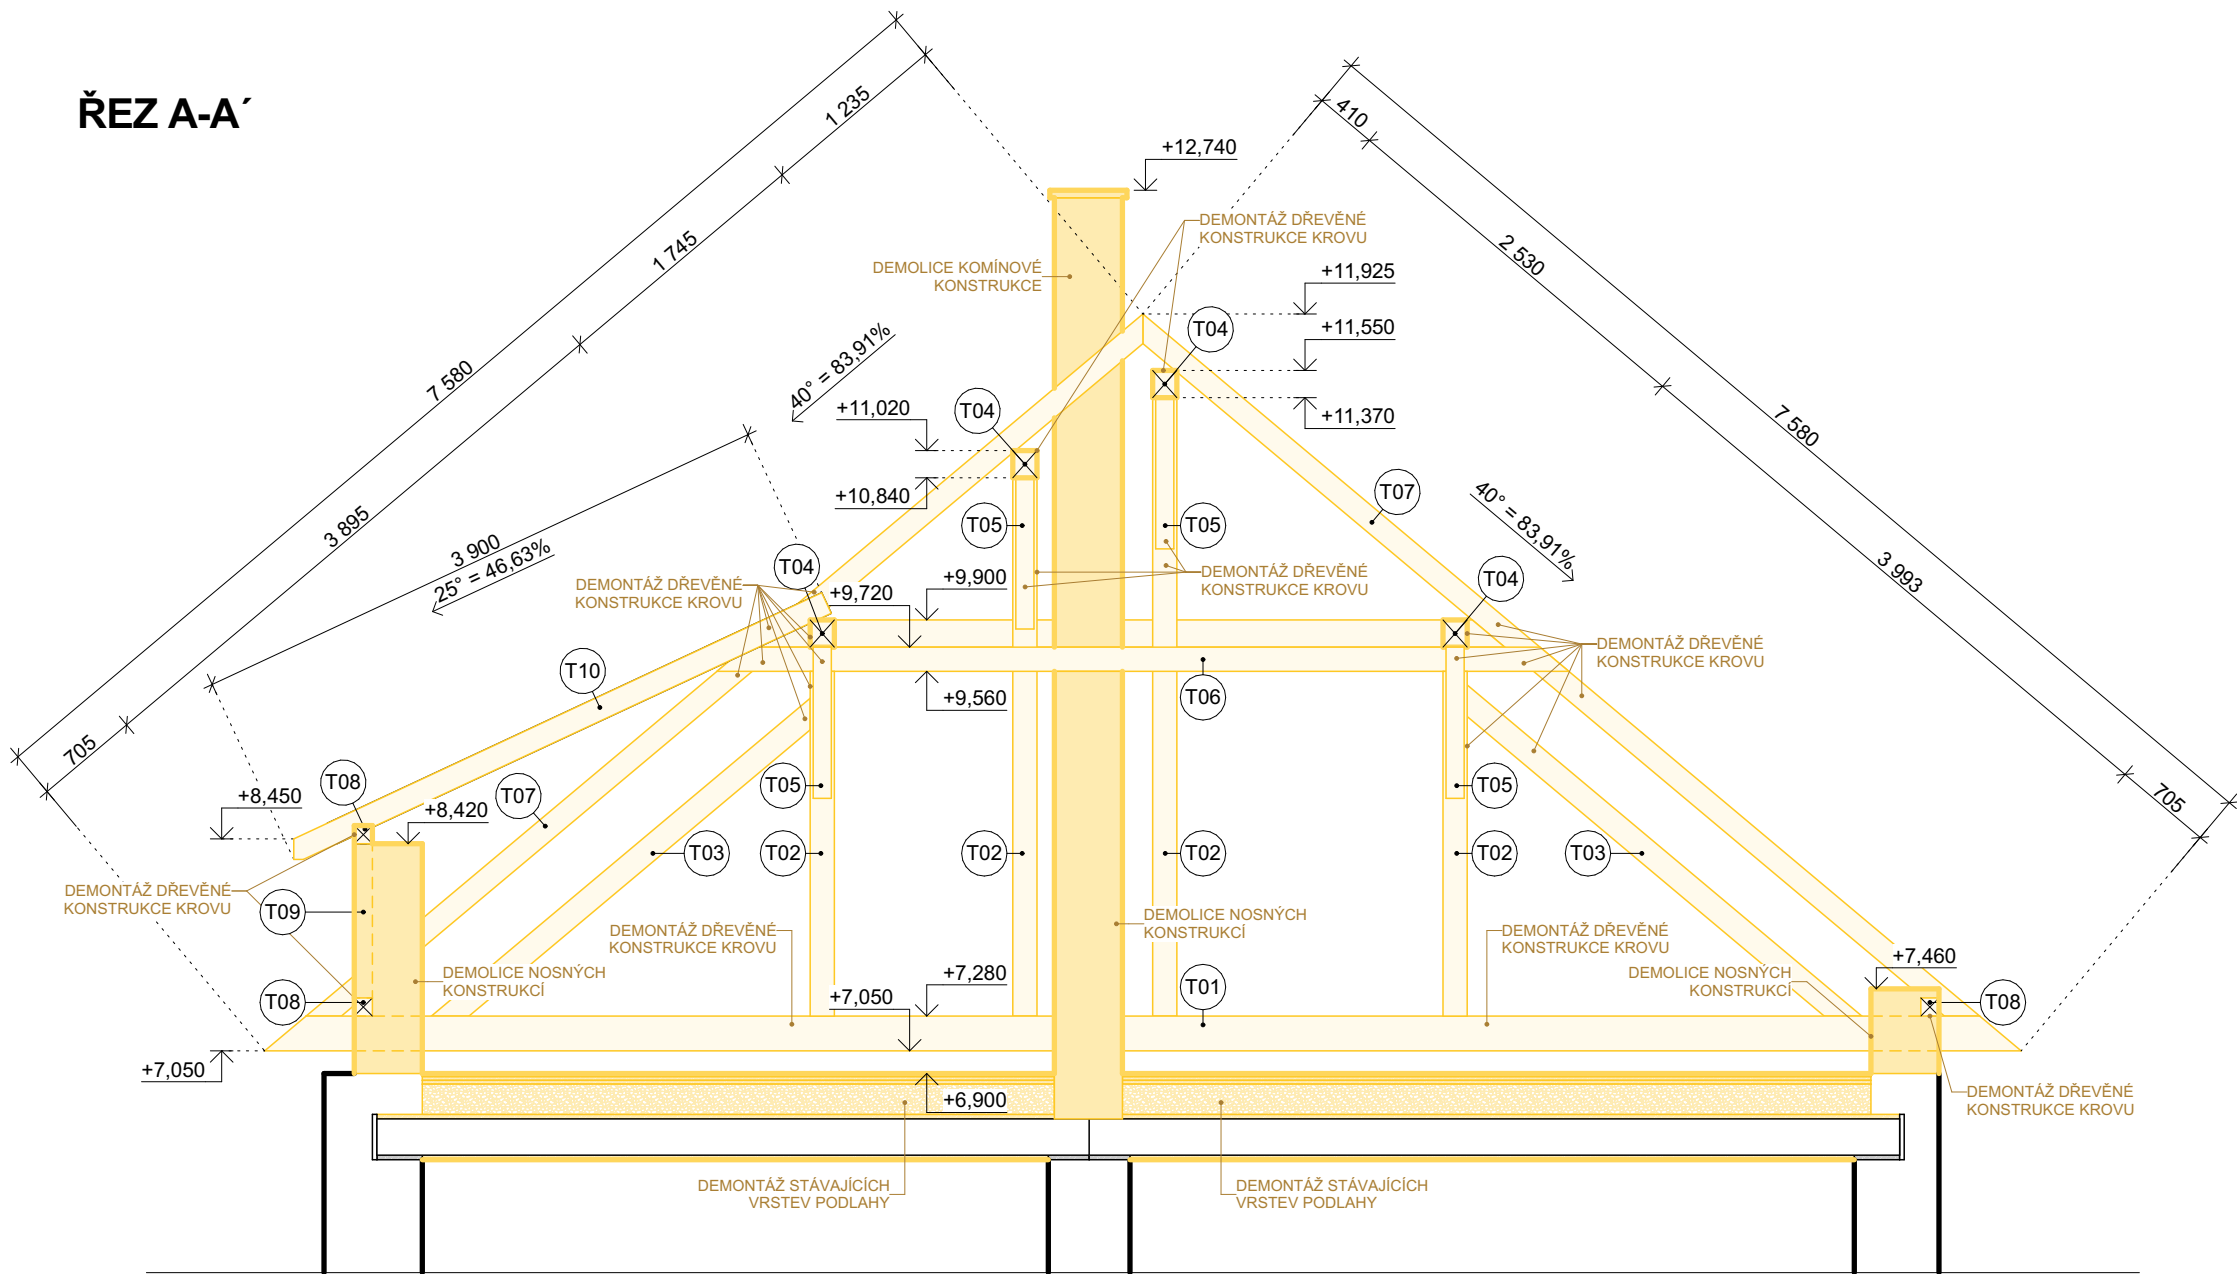 ŘEZ A-A´
1 235
1 745
7 580
3 895
705
3 900
25° = 46,63%
40° = 83,91%
410
2 530
7 580
3 993
705
40° = 83,91%
+12,740
DEMONTÁŽ DŘEVĚNÉ
KONSTRUKCE KROVU
DEMOLICE KOMÍNOVÉ
KONSTRUKCE
+11,925
+11,550
+11,370
T04
T04
+11,020
+10,840
T05
T05
T07
T04
T04
DEMONTÁŽ DŘEVĚNÉ
KONSTRUKCE KROVU
+9,720
+9,900
DEMONTÁŽ DŘEVĚNÉ
KONSTRUKCE KROVU
DEMONTÁŽ DŘEVĚNÉ
KONSTRUKCE KROVU
T10
+9,560
T06
T08
+8,450
+8,420
T07
T05
T05
T03
T02
T02
T02
T02
T03
DEMONTÁŽ DŘEVĚNÉ
KONSTRUKCE KROVU
T09
DEMONTÁŽ DŘEVĚNÉ
KONSTRUKCE KROVU
DEMOLICE NOSNÝCH
KONSTRUKCÍ
DEMONTÁŽ DŘEVĚNÉ
KONSTRUKCE KROVU
+7,460
DEMOLICE NOSNÝCH
KONSTRUKCÍ
DEMOLICE NOSNÝCH
KONSTRUKCÍ
T08
+7,050
+7,280
T01
T08
+7,050
+6,900
DEMONTÁŽ DŘEVĚNÉ
KONSTRUKCE KROVU
DEMONTÁŽ STÁVAJÍCÍCH
VRSTEV PODLAHY
DEMONTÁŽ STÁVAJÍCÍCH
VRSTEV PODLAHY